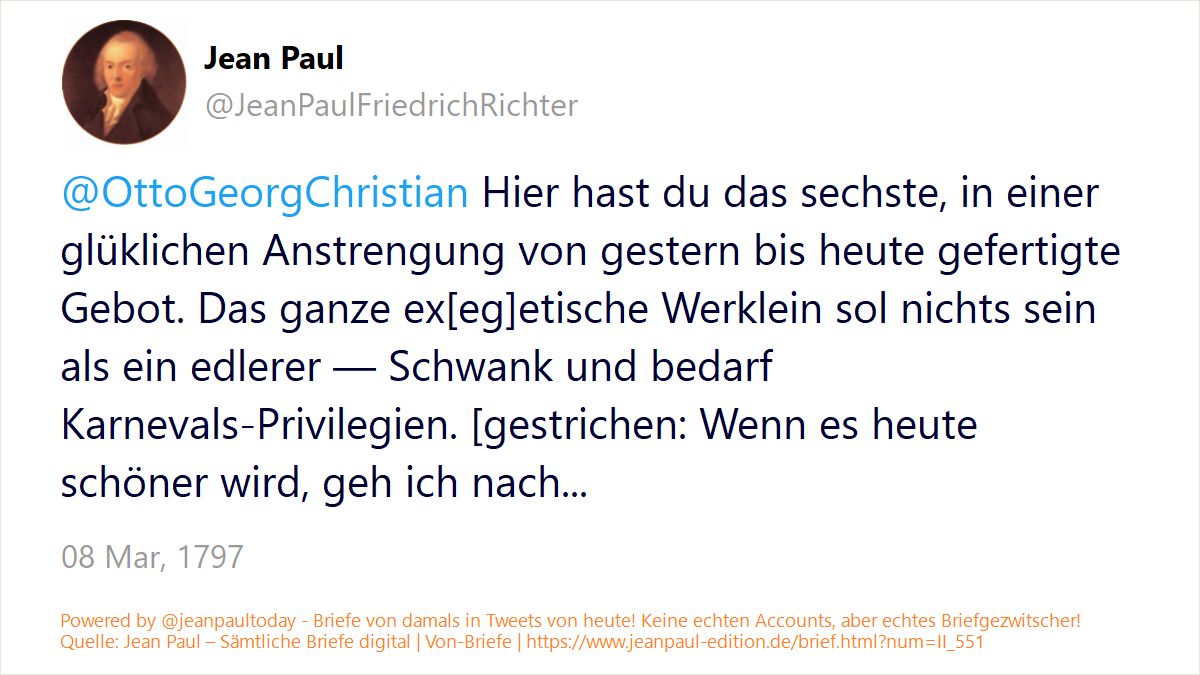 Jean Paul
@JeanPaulFriedrichRichter
@OttoGeorgChristian Hier hast du das sechste, in einer
glüklichen Anstrengung von gestern bis heute gefertigte
Gebot. Das ganze ex[eg]etische Werklein sol nichts sein
als ein edlerer — Schwank und bedarf
Karnevals-Privilegien. [gestrichen: Wenn es heute
schöner wird, geh ich nach...
08 Mar, 1797
Powered by @jeanpaultoday - Briefe von damals in Tweets von heute! Keine echten Accounts, aber echtes Briefgezwitscher!
Quelle: Jean Paul – Sämtliche Briefe digital | Von-Briefe | https://www.jeanpaul-edition.de/brief.html?num=II_551